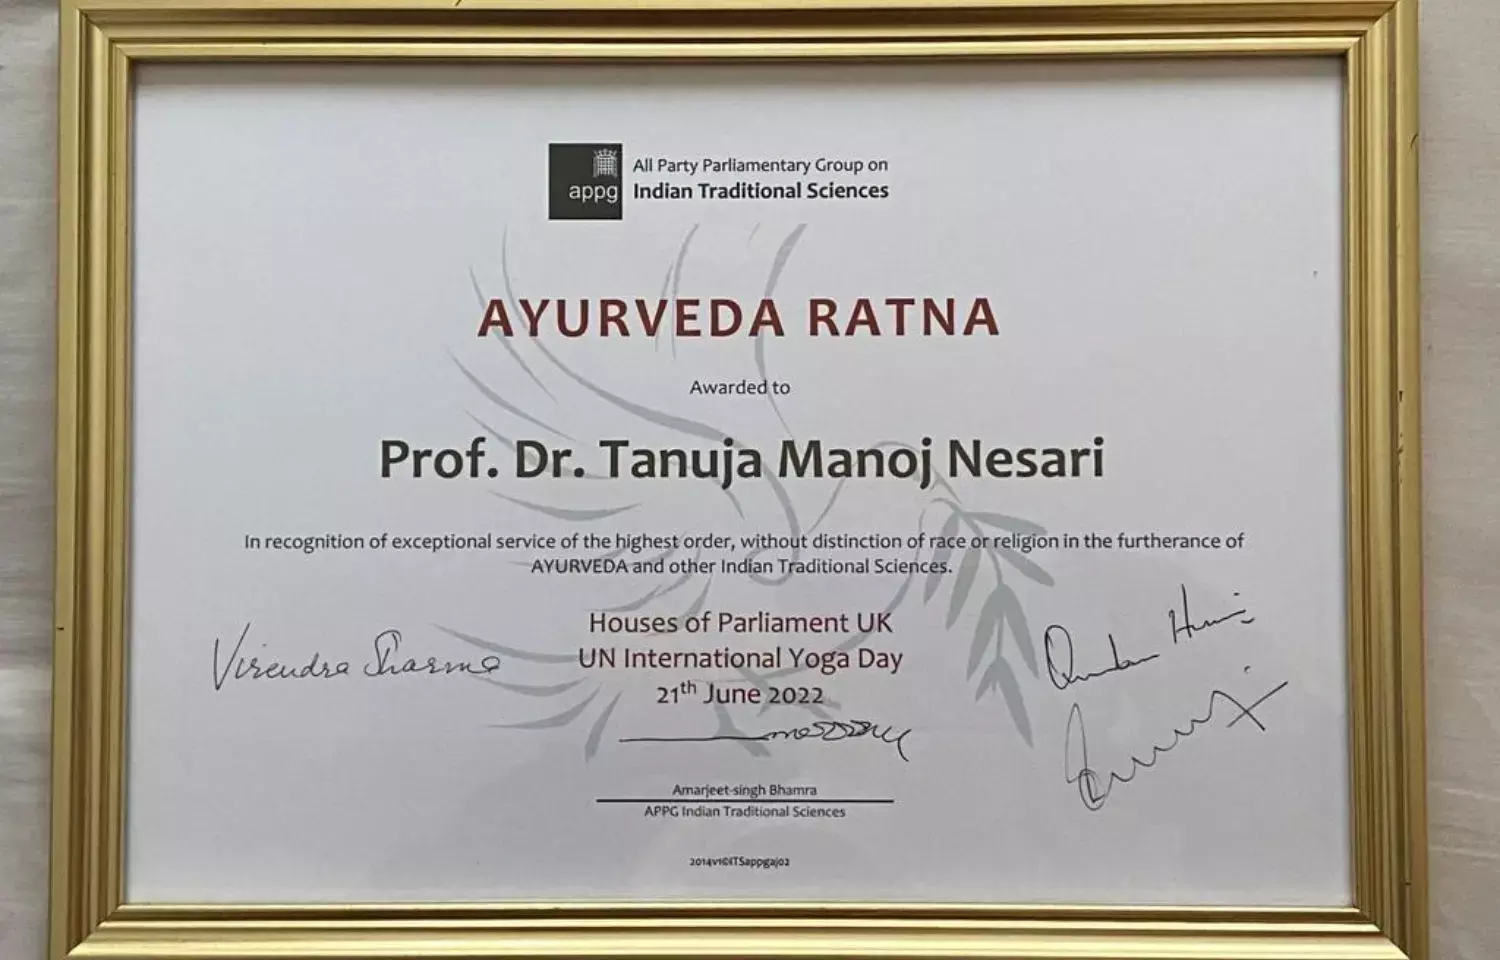 All Party Parliamentary Group on
appg Indian Traditional Sciences
AYURVEDA RATNA
Awarded to
Prof. Dr. Tanuja Manoj Nesari
In recognition of exceptional service of the highest order, without distinction of race or religion in the furtherance of
AYURVEDA and other Indian Traditional Sciences.
Houses of Parliament UK
Virendra Sharma
UN International Yoga Day
21th June 2022
Amarjeet-singh Bhamra
APPG Indian Traditional Sciences
2014v1©ITSappgaj02